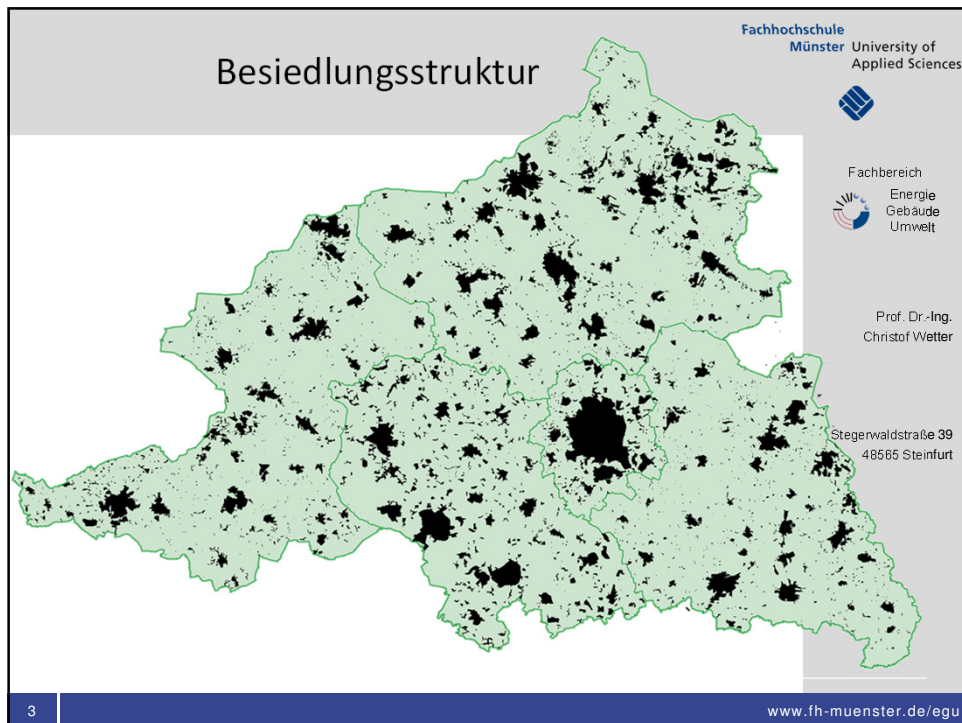 Besiedlungsstruktur
Fachhochschule
Münster University of
Applied Sciences
Fachbereich
Energie
Gebäude
Umwelt
Prof. Dr.-Ing.
Christof Wetter
Stegerwaldstraße 39
48565 Steinfurt
3
www.fh-muenster.de/egu